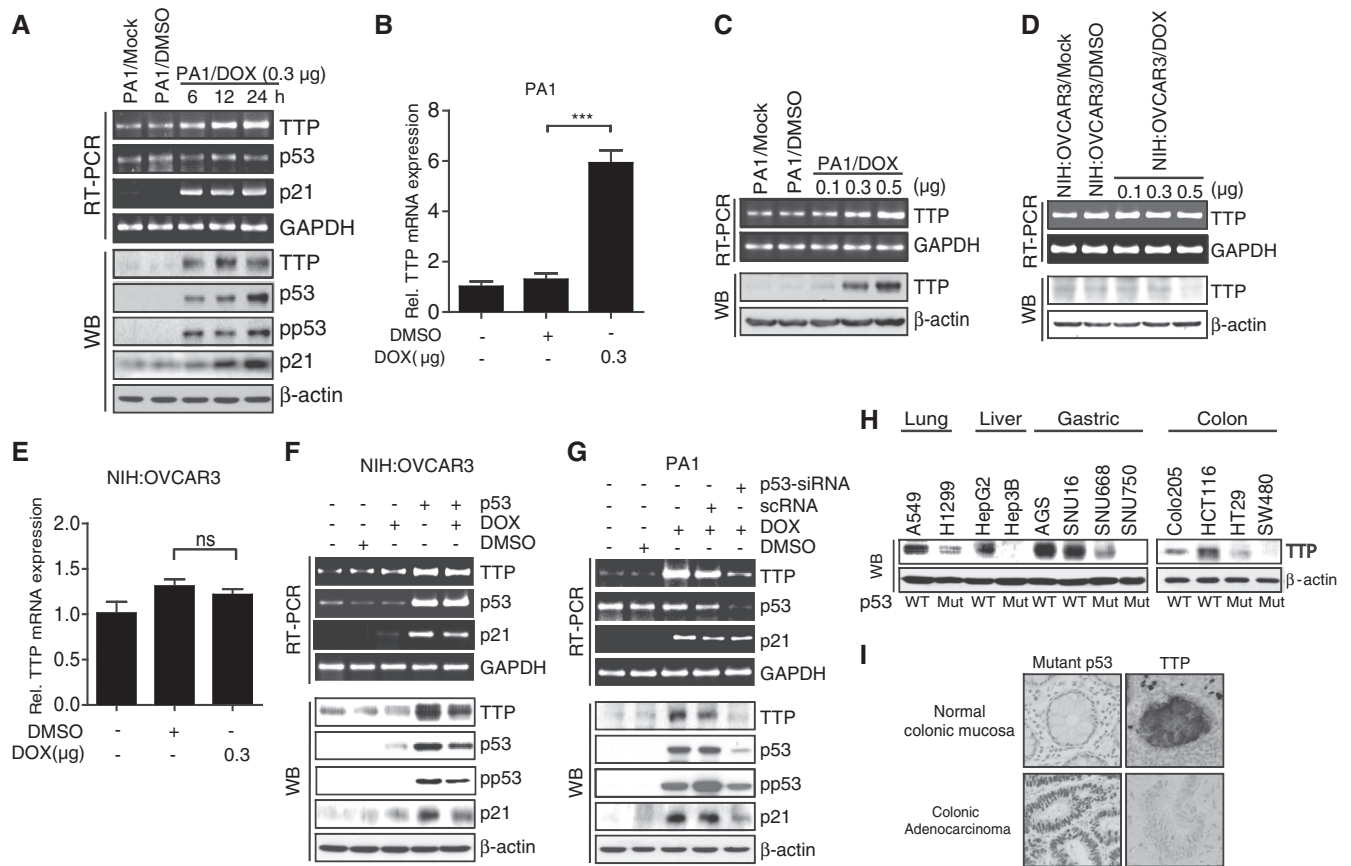 A
PA1/Mock
PA1/DMSO
PA1/DOX (0.3 μg)
6 12 24 h
RT-PCR
TTP
p53
p21
GAPDH
WB
TTP
p53
pp53
p21
β-actin
B
PA1
Rel. TTP mRNA expression
8
6
4
2
0
***
DMSO - + -
DOX(μg) - - 0.3
C
PA1/Mock
PA1/DMSO
PA1/DOX
0.1 0.3 0.5 (μg)
RT-PCR
TTP
GAPDH
WB
TTP
β-actin
D
NIH:OVCAR3/Mock
NIH:OVCAR3/DMSO
NIH:OVCAR3/DOX
0.1 0.3 0.5 (μg)
RT-PCR
TTP
GAPDH
WB
TTP
β-actin
E
NIH:OVCAR3
Rel. TTP mRNA expression
2.0
1.5
1.0
0.5
0.0
ns
DMSO - + -
DOX(μg) - - 0.3
F
NIH:OVCAR3
- - - + + p53
- - + - + DOX
- + - - - DMSO
RT-PCR
TTP
p53
p21
GAPDH
WB
TTP
p53
pp53
p21
β-actin
G
PA1
- - - - + p53-siRNA
- - - + - scRNA
- - + + + DOX
- + - - - DMSO
RT-PCR
TTP
p53
p21
GAPDH
WB
TTP
p53
pp53
p21
β-actin
H
Lung Liver Gastric Colon
A549
H1299
HepG2
Hep3B
AGS
SNU16
SNU668
SNU750
Colo205
HCT116
HT29
SW480
WB
TTP
β-actin
p53 WT Mut WT Mut WT WT Mut Mut WT WT Mut Mut
I
Mutant p53 TTP
Normal
colonic mucosa
Colonic
Adenocarcinoma